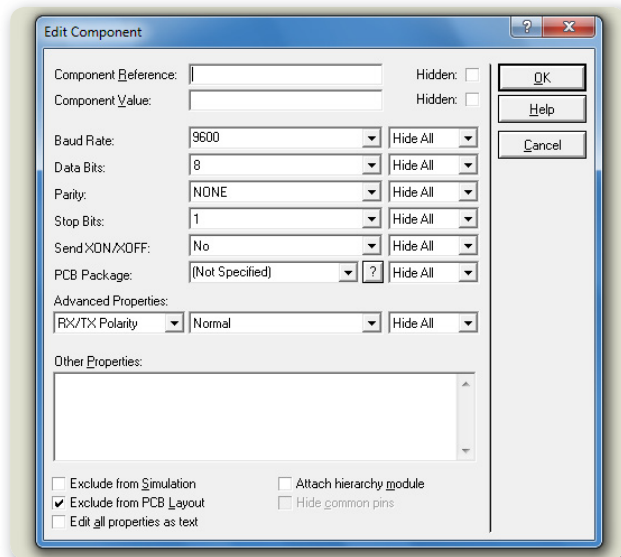 Edit Component
?
Component Reference:
Hidden:
OK
Component Value:
Hidden:
Help
Baud Rate: 9600 Hide All
Cancel
Data Bits: 8 Hide All
Parity: NONE Hide All
Stop Bits: 1 Hide All
Send XON/XOFF: No Hide All
PCB Package: (Not Specified) ? Hide All
Advanced Properties:
RX/TX Polarity Normal Hide All
Other Properties:
Exclude from Simulation
Attach hierarchy module
Exclude from PCB Layout
Hide common pins
Edit all properties as text